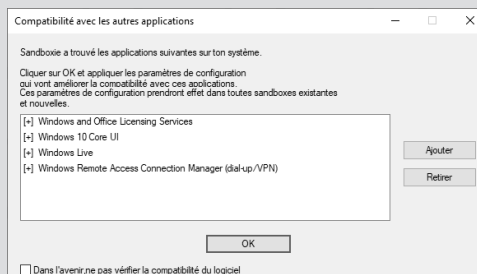 Compatibilité avec les autres applications
Sandboxie a trouvé les applications suivantes sur ton système.
Cliquer sur OK et appliquer les paramètres de configuration
qui vont améliorer la compatibilité avec ces applications.
Ces paramètres de configuration prendront effet dans toutes sandboxes existantes
et nouvelles.
[+] Windows and Office Licensing Services
[+] Windows 10 Core UI
[+] Windows Live
[+] Windows Remote Access Connection Manager (dial-up/VPN)
Ajouter
Retirer
OK
Dans l'avenir,ne pas vérifier la compatibilité du logiciel